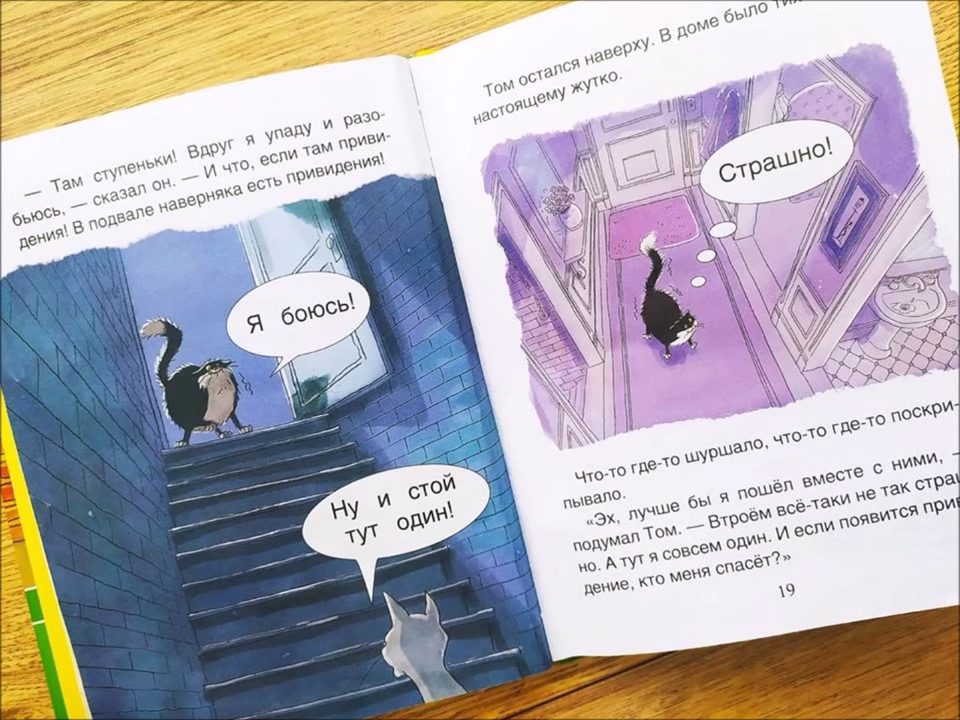 — Там ступеньки! Вдруг я упаду и разо-
бьюсь, — сказал он. — И что, если там приви-
дения! В подвале наверняка есть привидения!
Я боюсь!
Ну и стой
тут один!
Том остался наверху. В доме было
настоящему жутко.
Страшно!
Что-то где-то шуршало, что-то где-то поскри-
пывало.
«Эх, лучше бы я пошёл вместе с ними, —
подумал Том. — Втроём всё-таки не так
но. А тут я совсем один. И если появится
дение, кто меня спасёт?»
19